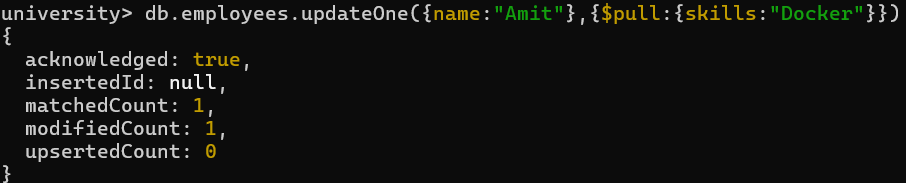 university> db.employees.updateOne({name:"Amit"},{$pull:{skills:"Docker"}})
{
  acknowledged: true,
  insertedId: null,
  matchedCount: 1,
  modifiedCount: 1,
  upsertedCount: 0
}